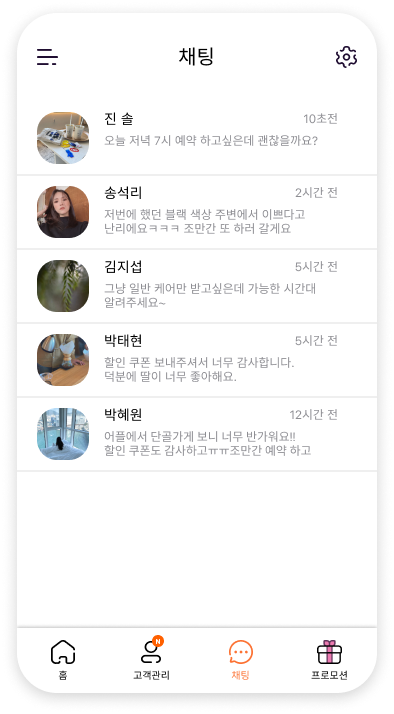 채팅
진 솔
10초전
오늘 저녁 7시 예약 하고싶은데 괜찮을까요?
송석리
2시간 전
저번에 했던 블랙 색상 주변에서 이쁘다고
난리에요ㅋㅋㅋ 조만간 또 하러 갈게요
김지섭
5시간 전
그냥 일반 케어만 받고싶은데 가능한 시간대
알려주세요~
박태현
5시간 전
할인 쿠폰 보내주셔서 너무 감사합니다.
덕분에 딸이 너무 좋아해요.
박혜원
12시간 전
어플에서 단골가게 보니 너무 반가워요!!
할인 쿠폰도 감사하고ㅠㅠ조만간 예약 하고
N
홈
고객관리
채팅
프로모션